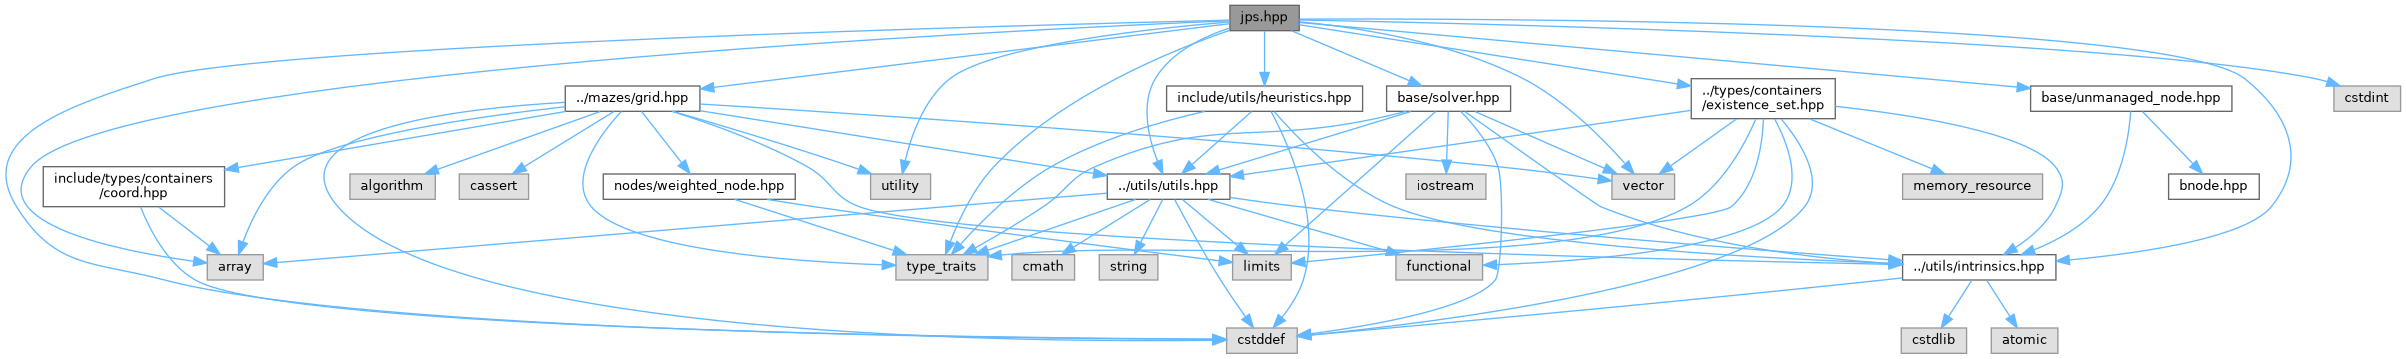 jps.hpp
../mazes/grid.hpp
include/utils/heuristics.hpp
base/solver.hpp
../types/containers
/existence_set.hpp
base/unmanaged_node.hpp
cstdint
include/types/containers
/coord.hpp
algorithm
cassert
nodes/weighted_node.hpp
utility
../utils/utils.hpp
iostream
vector
memory_resource
bnode.hpp
array
type_traits
cmath
string
limits
functional
../utils/intrinsics.hpp
cstddef
cstdlib
atomic